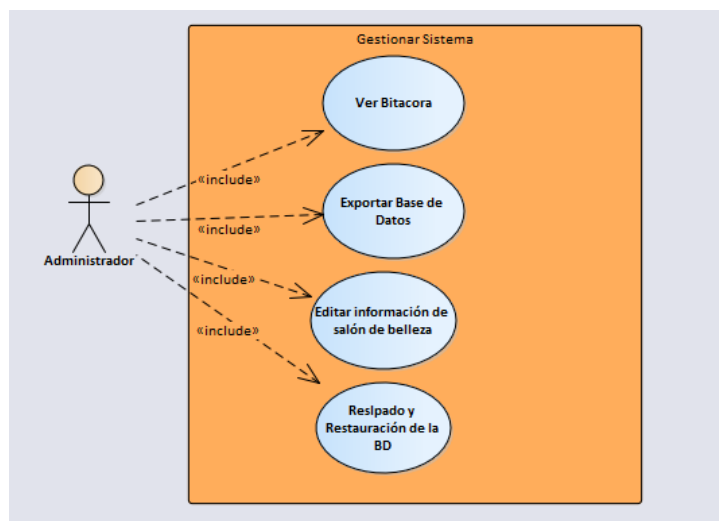 Gestionar Sistema
Ver Bitacora
«include»
Exportar Base de
Datos
«include»
Administrador
«include»
Editar información de
salón de belleza
«include»
Reslpado y
Restauración de la
BD